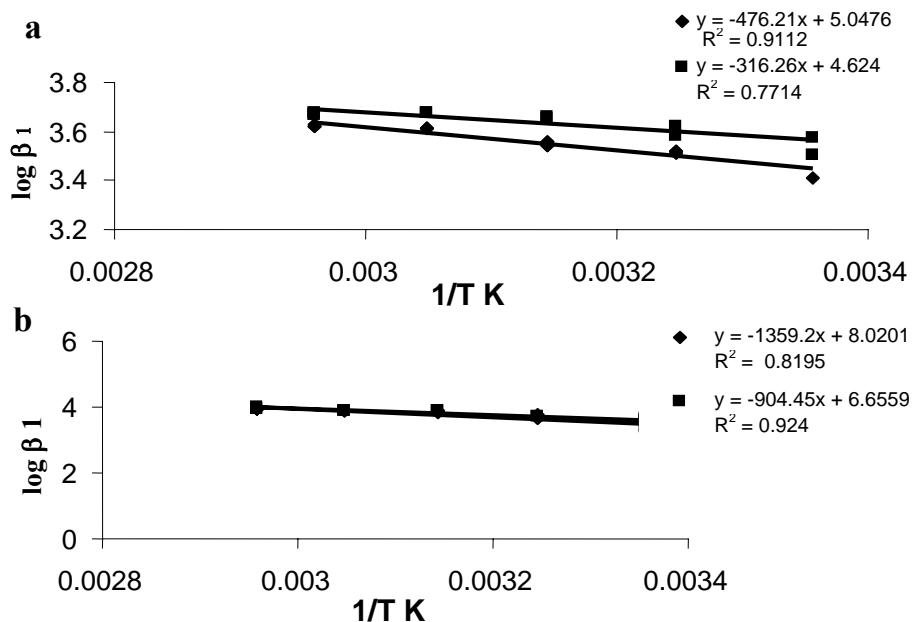 a
y = -476.21x + 5.0476
R² = 0.9112
y = -316.26x + 4.624
R² = 0.7714
3.8
3.6
3.4
3.2
log β 1
0.0028
0.003
0.0032
0.0034
1/T K
b
y = -1359.2x + 8.0201
R² = 0.8195
y = -904.45x + 6.6559
R² = 0.924
6
4
2
0
log β 1
0.0028
0.003
0.0032
0.0034
1/T K